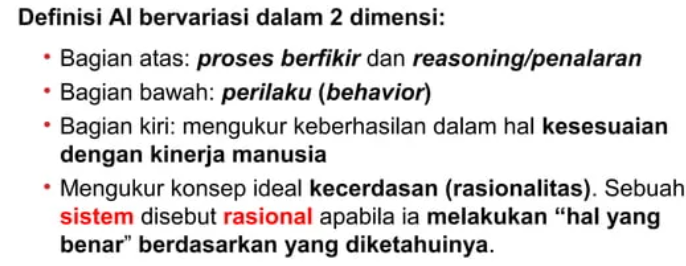 Definisi AI bervariasi dalam 2 dimensi:
• Bagian atas: proses berfikir dan reasoning/penalaran
• Bagian bawah: perilaku (behavior)
• Bagian kiri: mengukur keberhasilan dalam hal kesesuaian
dengan kinerja manusia
• Mengukur konsep ideal kecerdasan (rasionalitas). Sebuah
sistem disebut rasional apabila ia melakukan “hal yang
benar” berdasarkan yang diketahuinya.